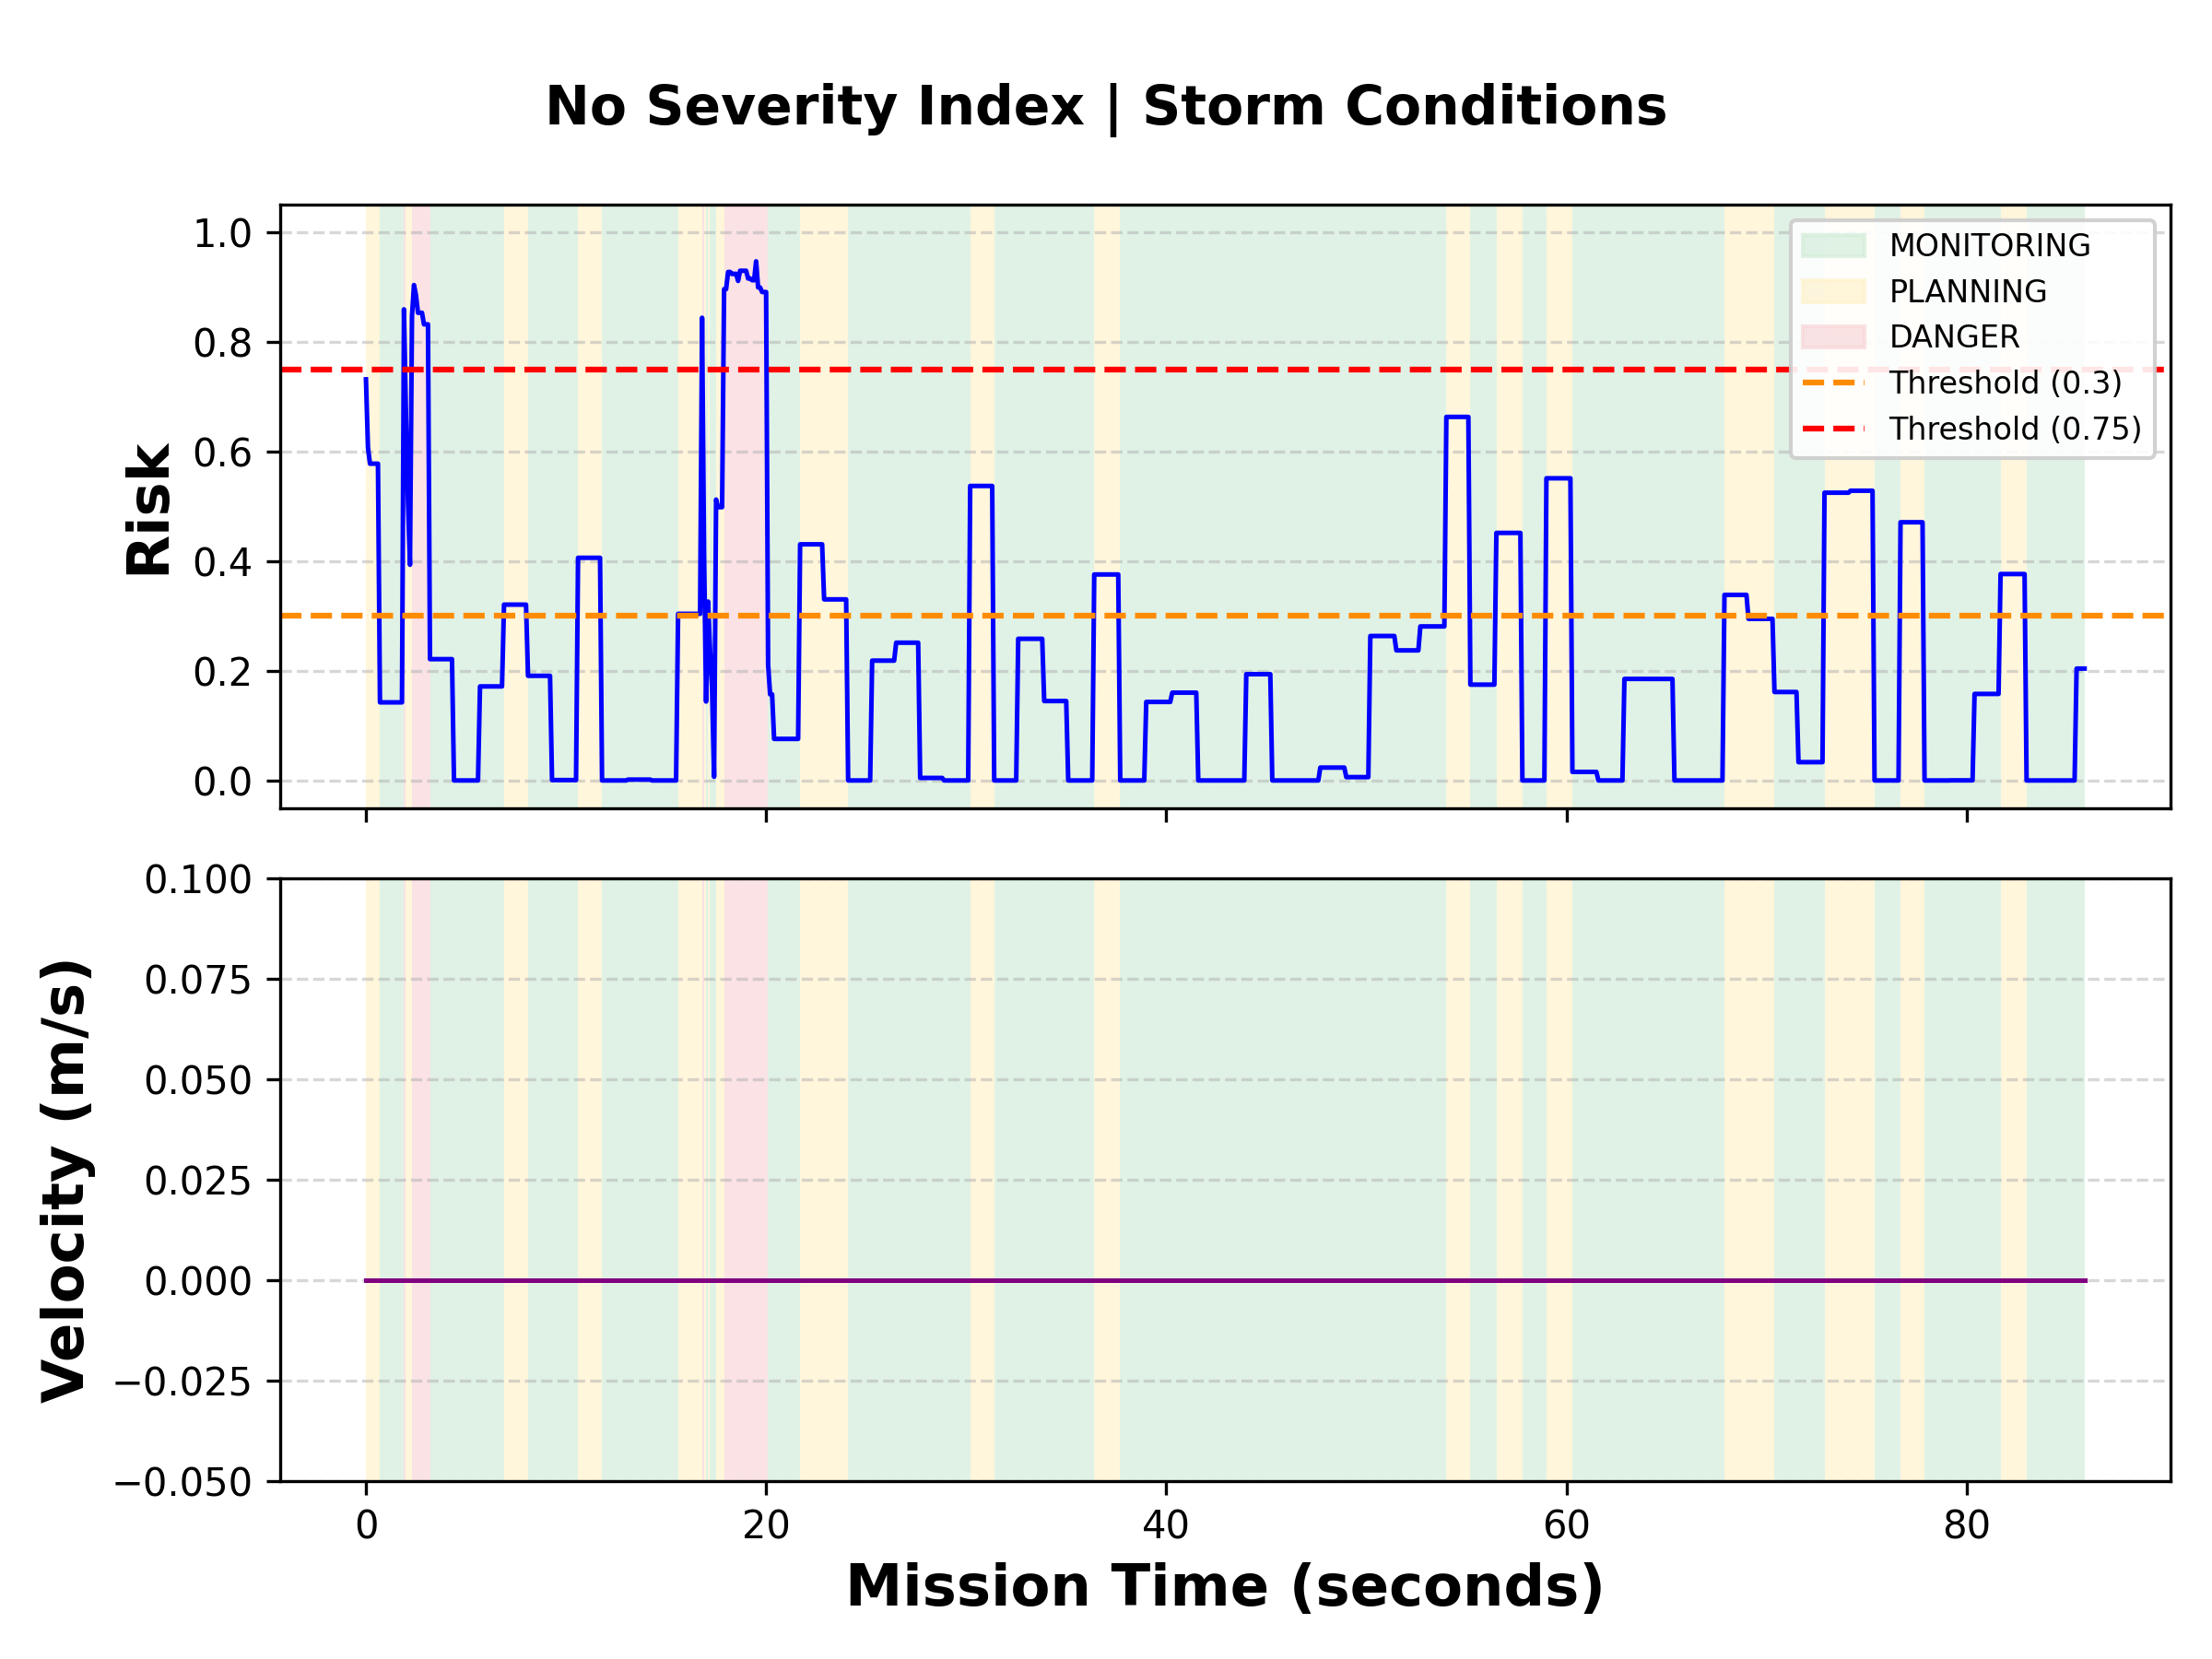 No Severity Index | Storm Conditions
1.0
0.8
0.6
0.4
0.2
0.0
Risk
MONITORING
PLANNING
DANGER
Threshold (0.3)
Threshold (0.75)
0.100
0.075
0.050
0.025
0.000
−0.025
−0.050
Velocity (m/s)
0 20 40 60 80
Mission Time (seconds)